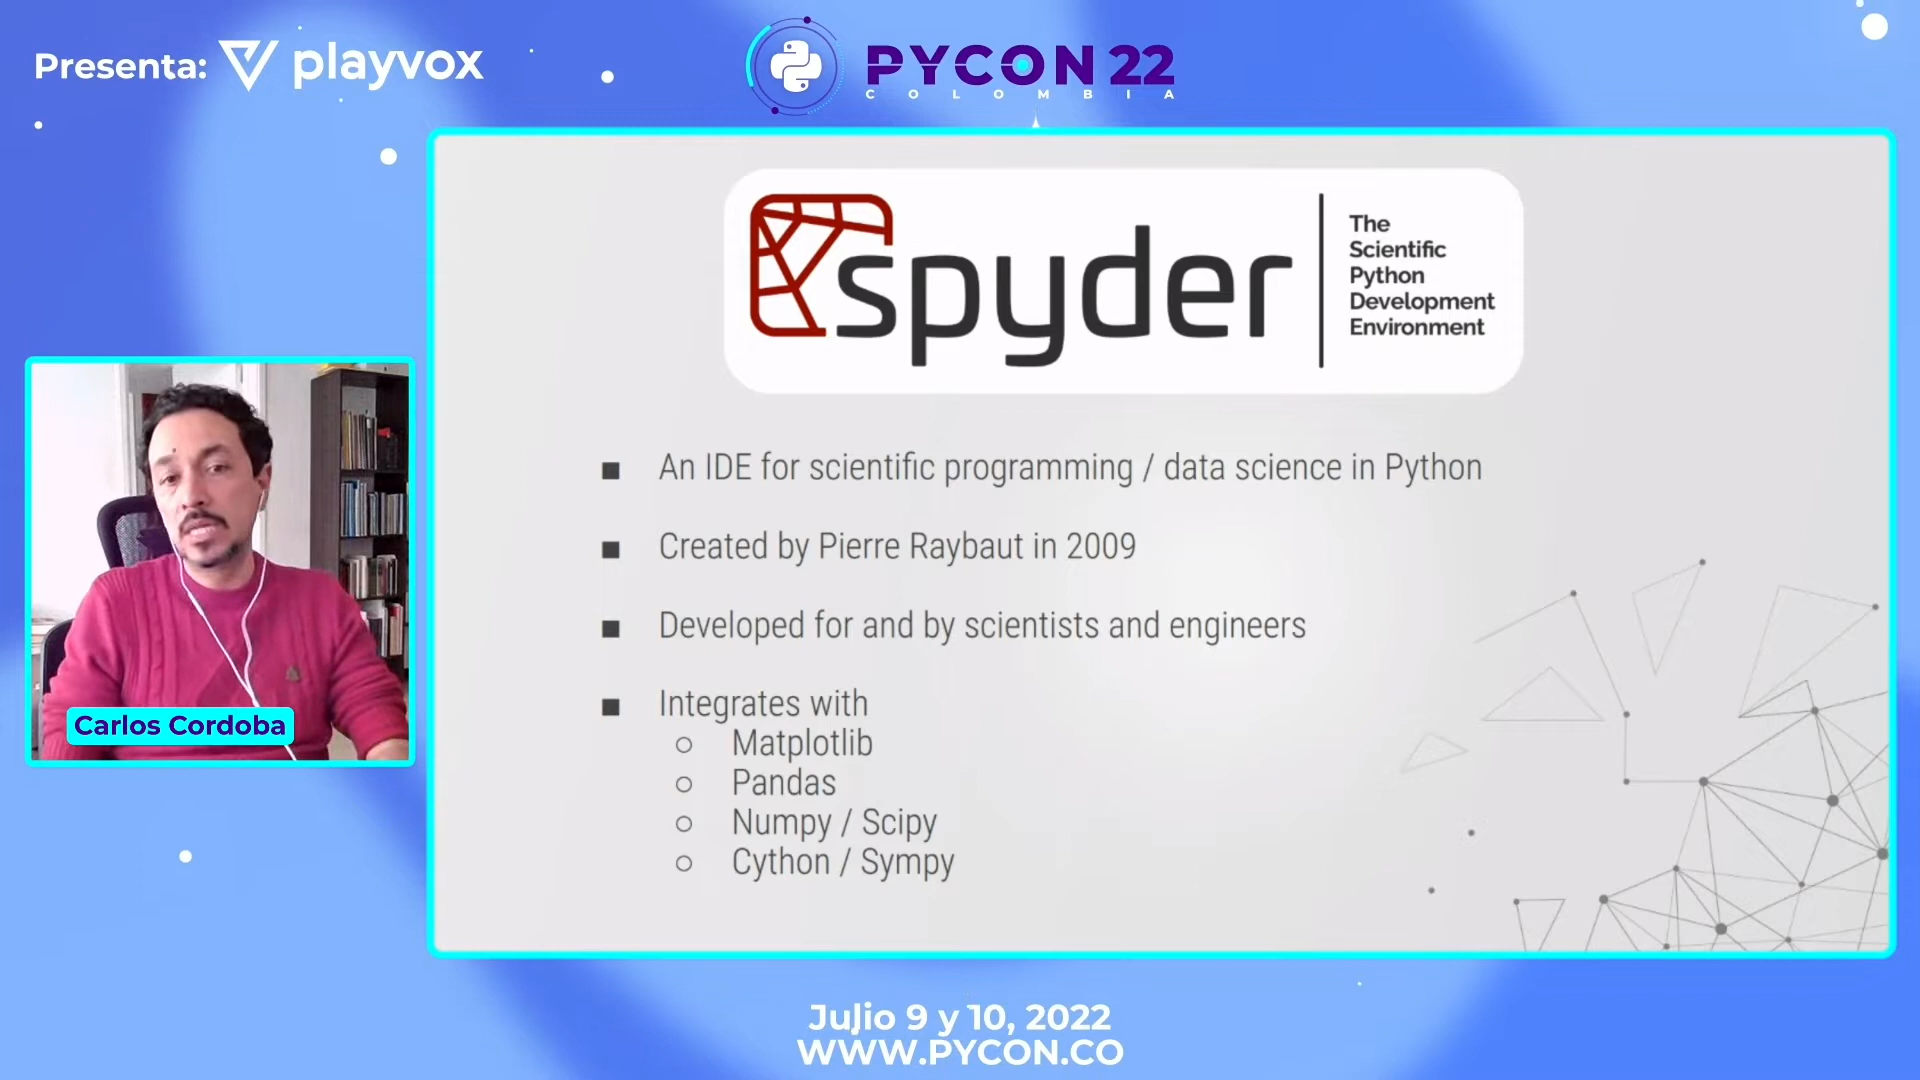 Presenta: playvox
PYCON 22
COLOMBIA
spyder
The
Scientific
Python
Development
Environment
■ An IDE for scientific programming / data science in Python
■ Created by Pierre Raybaut in 2009
■ Developed for and by scientists and engineers
■ Integrates with
○ Matplotlib
○ Pandas
○ Numpy / Scipy
○ Cython / Sympy
Carlos Cordoba
Julio 9 y 10, 2022
WWW.PYCON.CO